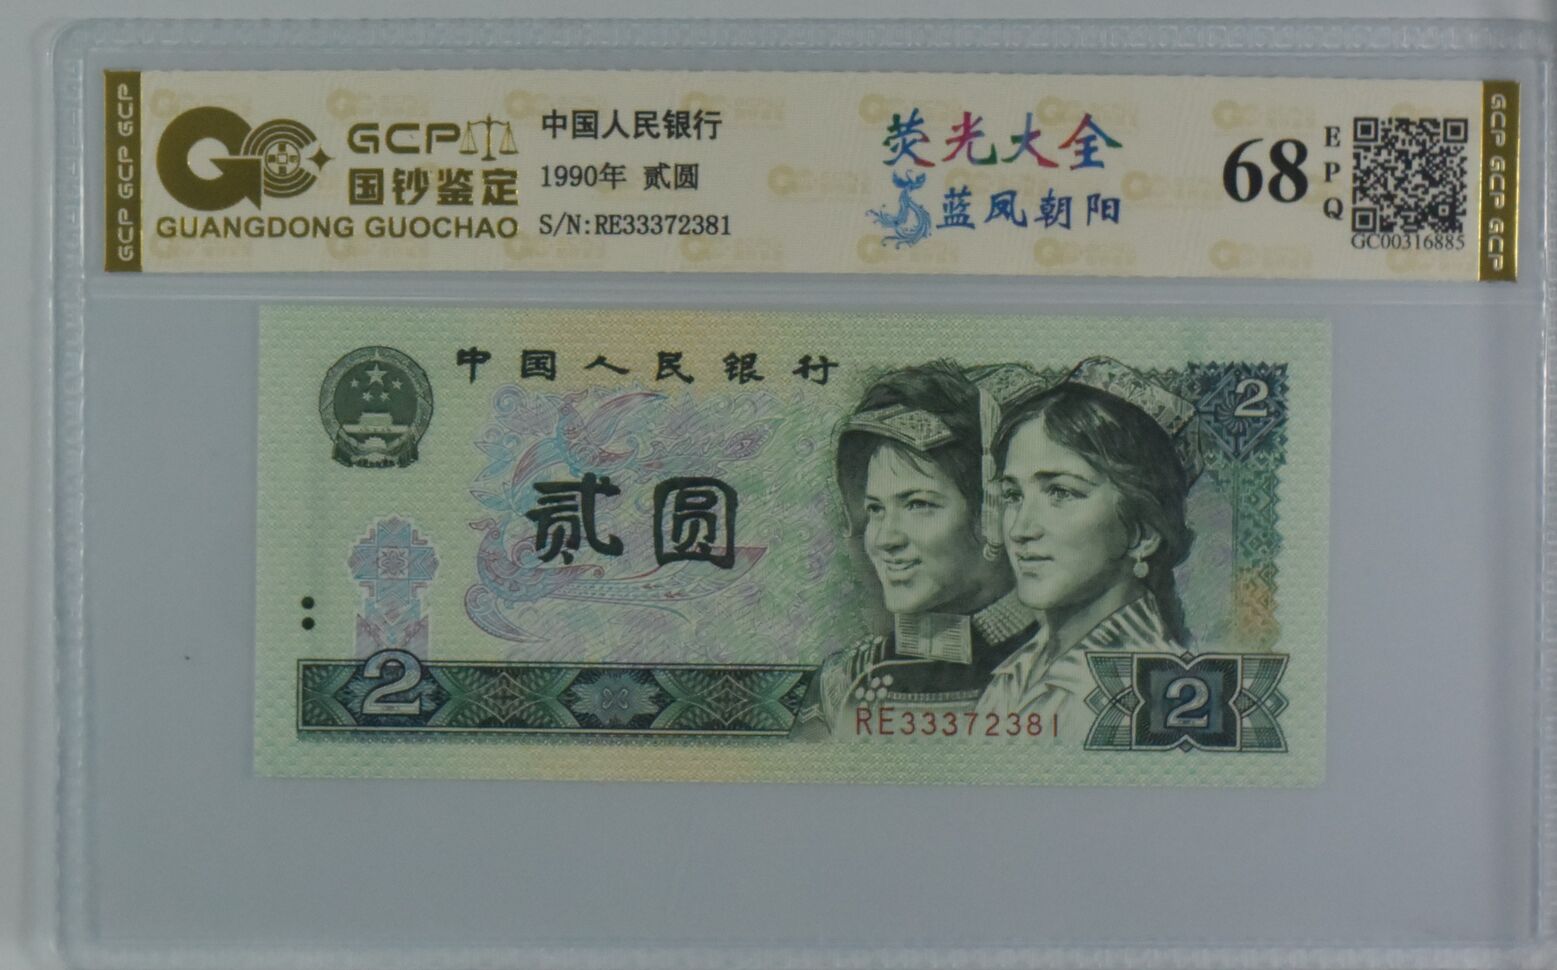 GCP GCP GCP
GCP
国钞鉴定
GUANGDONG GUOCHAO
中国人民银行
1990年 贰圆
S/N:RE33372381
荧光大全
蓝凤朝阳
68
EPQ
GC00316885
GCP GCP GCP
中国人民银行
2
贰圆
2
2
RE33372381